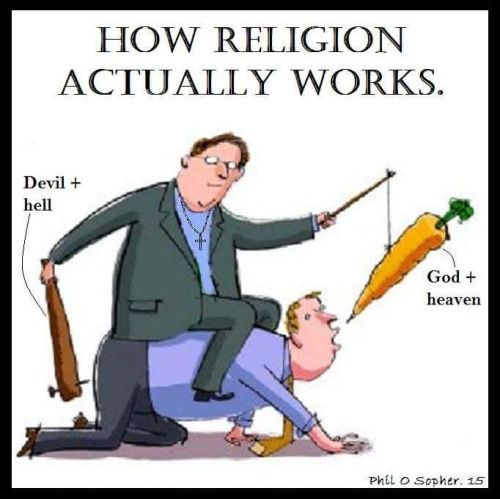 HOW RELIGION
ACTUALLY WORKS.
Devil +
hell
God +
heaven
Phil O Sopher. 15